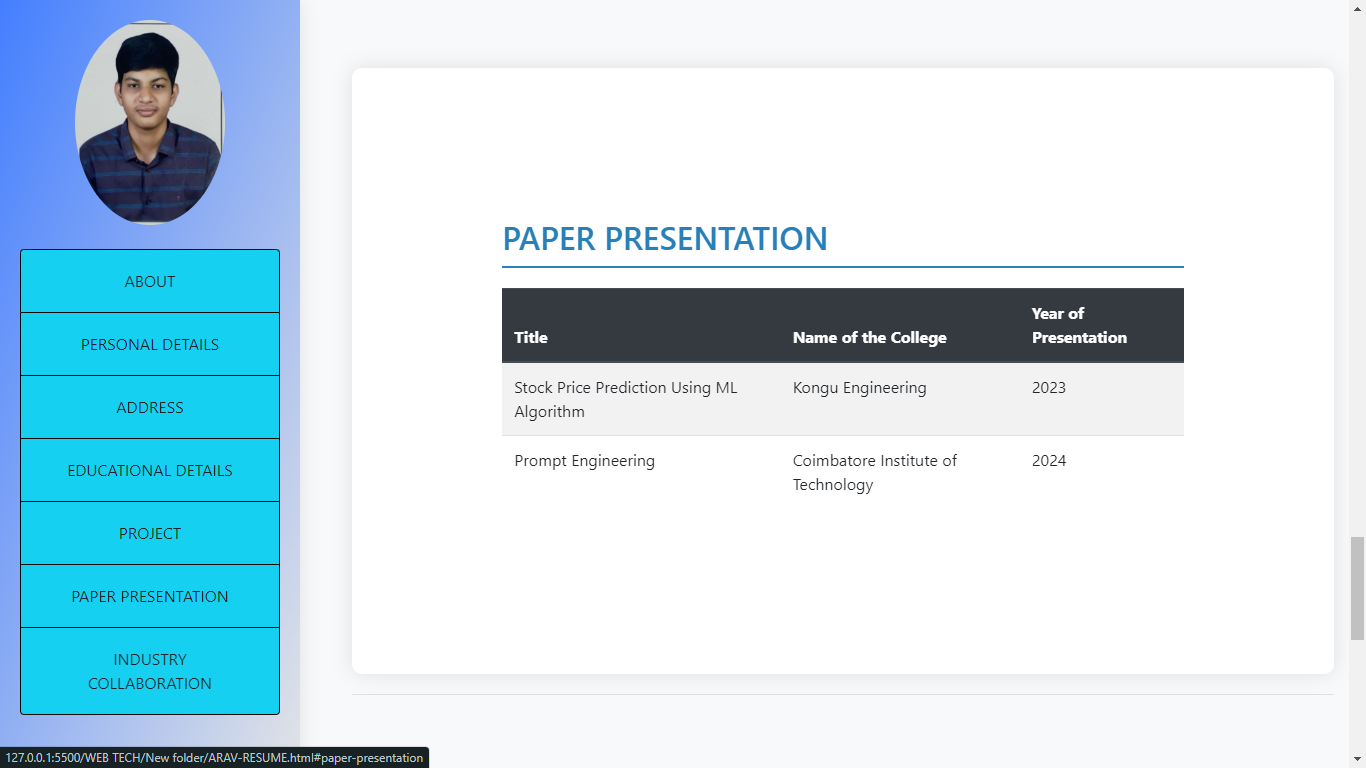 ABOUT
PERSONAL DETAILS
ADDRESS
EDUCATIONAL DETAILS
PROJECT
PAPER PRESENTATION
INDUSTRY
COLLABORATION
PAPER PRESENTATION
Title Name of the College Year of
Presentation
Stock Price Prediction Using ML Kongu Engineering 2023
Algorithm
Prompt Engineering Coimbatore Institute of 2024
Technology
127.0.0.1:5500/WEB TECH/New folder/ARAV-RESUME.html#paper-presentation